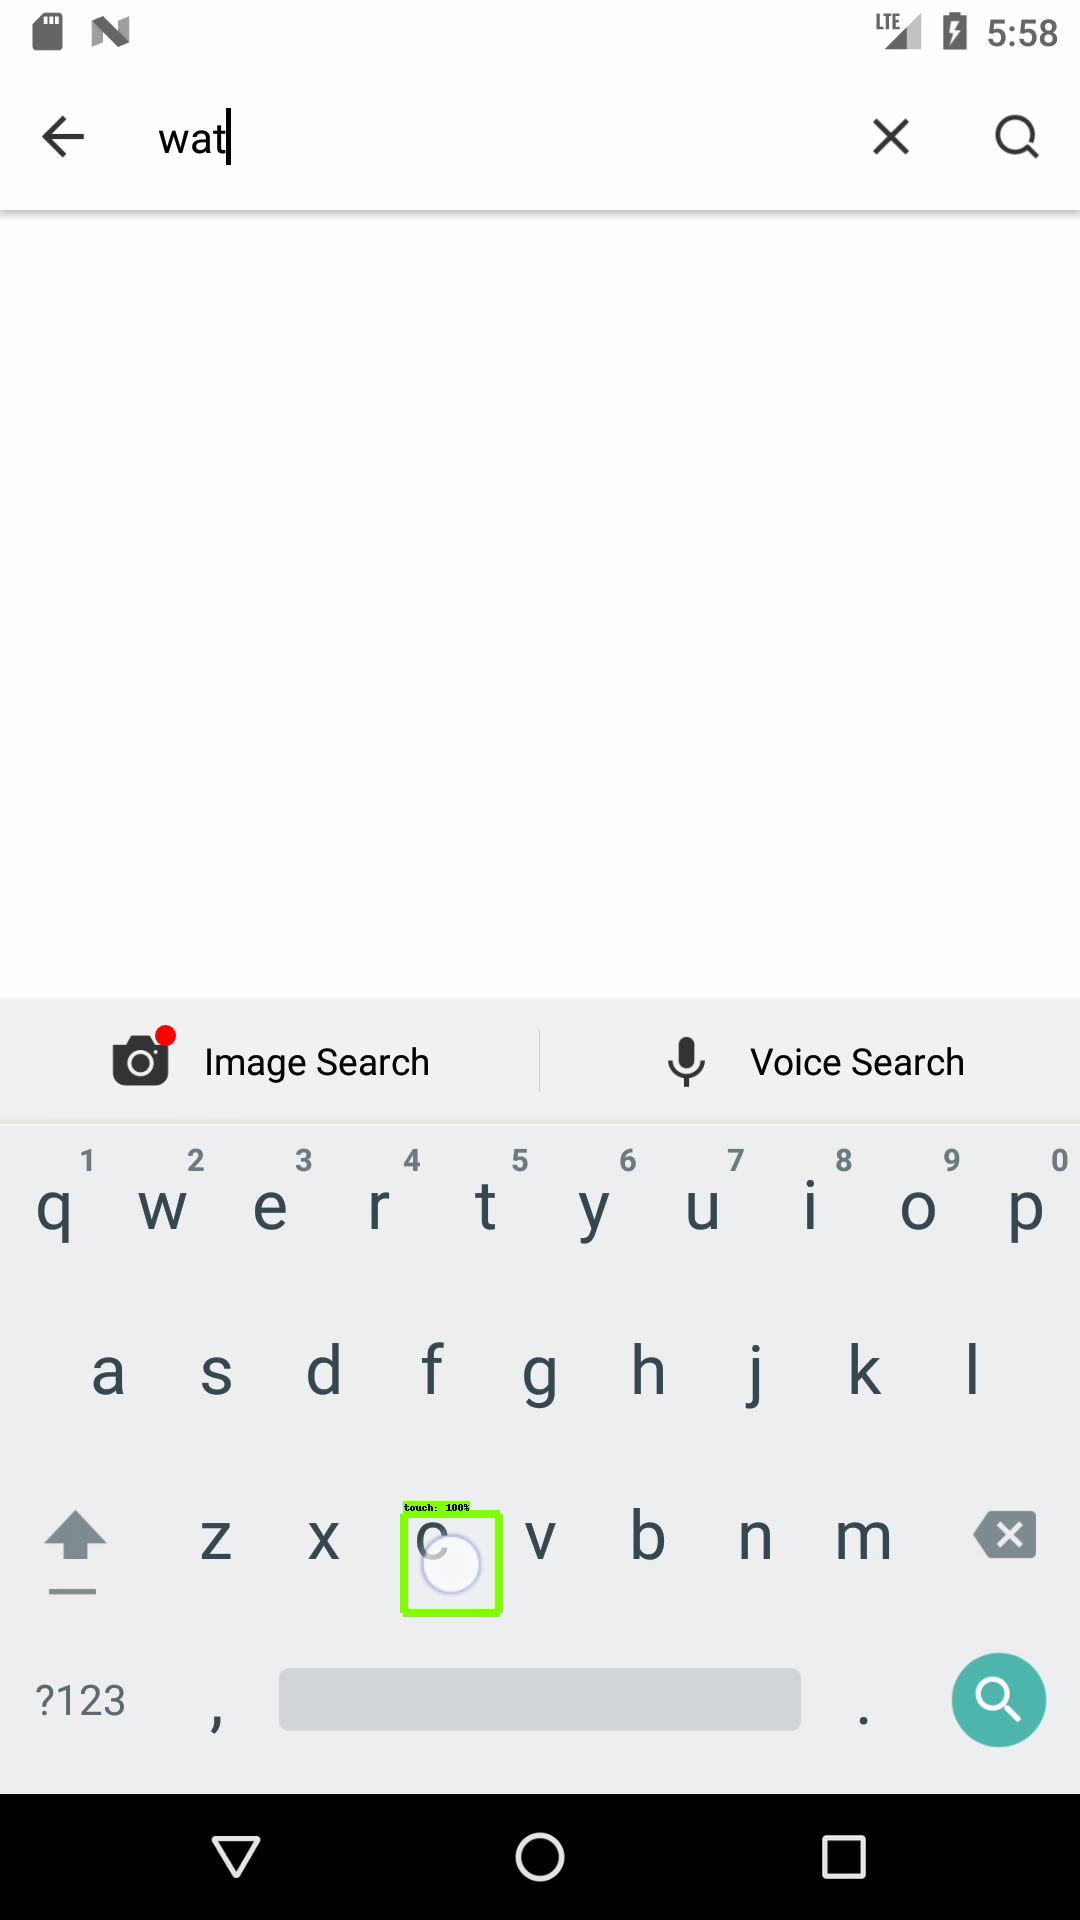 LTE 5:58
wat
Image Search Voice Search
1 2 3 4 5 6 7 8 9 0
q w e r t y u i o p
a s d f g h j k l
touch: 100%
z x c v b n m
?123 , .